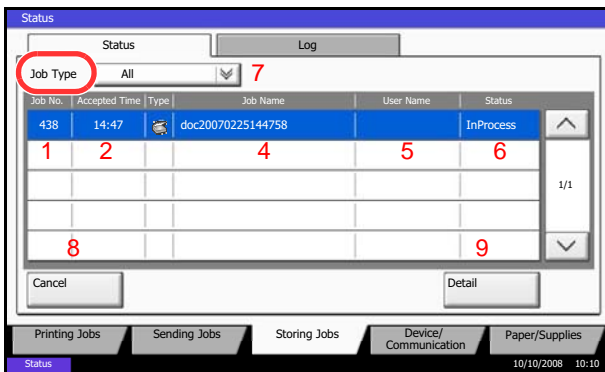 Status
Status Log
Job Type All 7
Job No. Accepted Time Type Job Name User Name Status
438 14:47 doc20070225144758 InProcess
1 2 4 5 6
1/1
8 9
Cancel Detail
Printing Jobs Sending Jobs Storing Jobs Device/
Communication Paper/Supplies
Status 10/10/2008 10:10